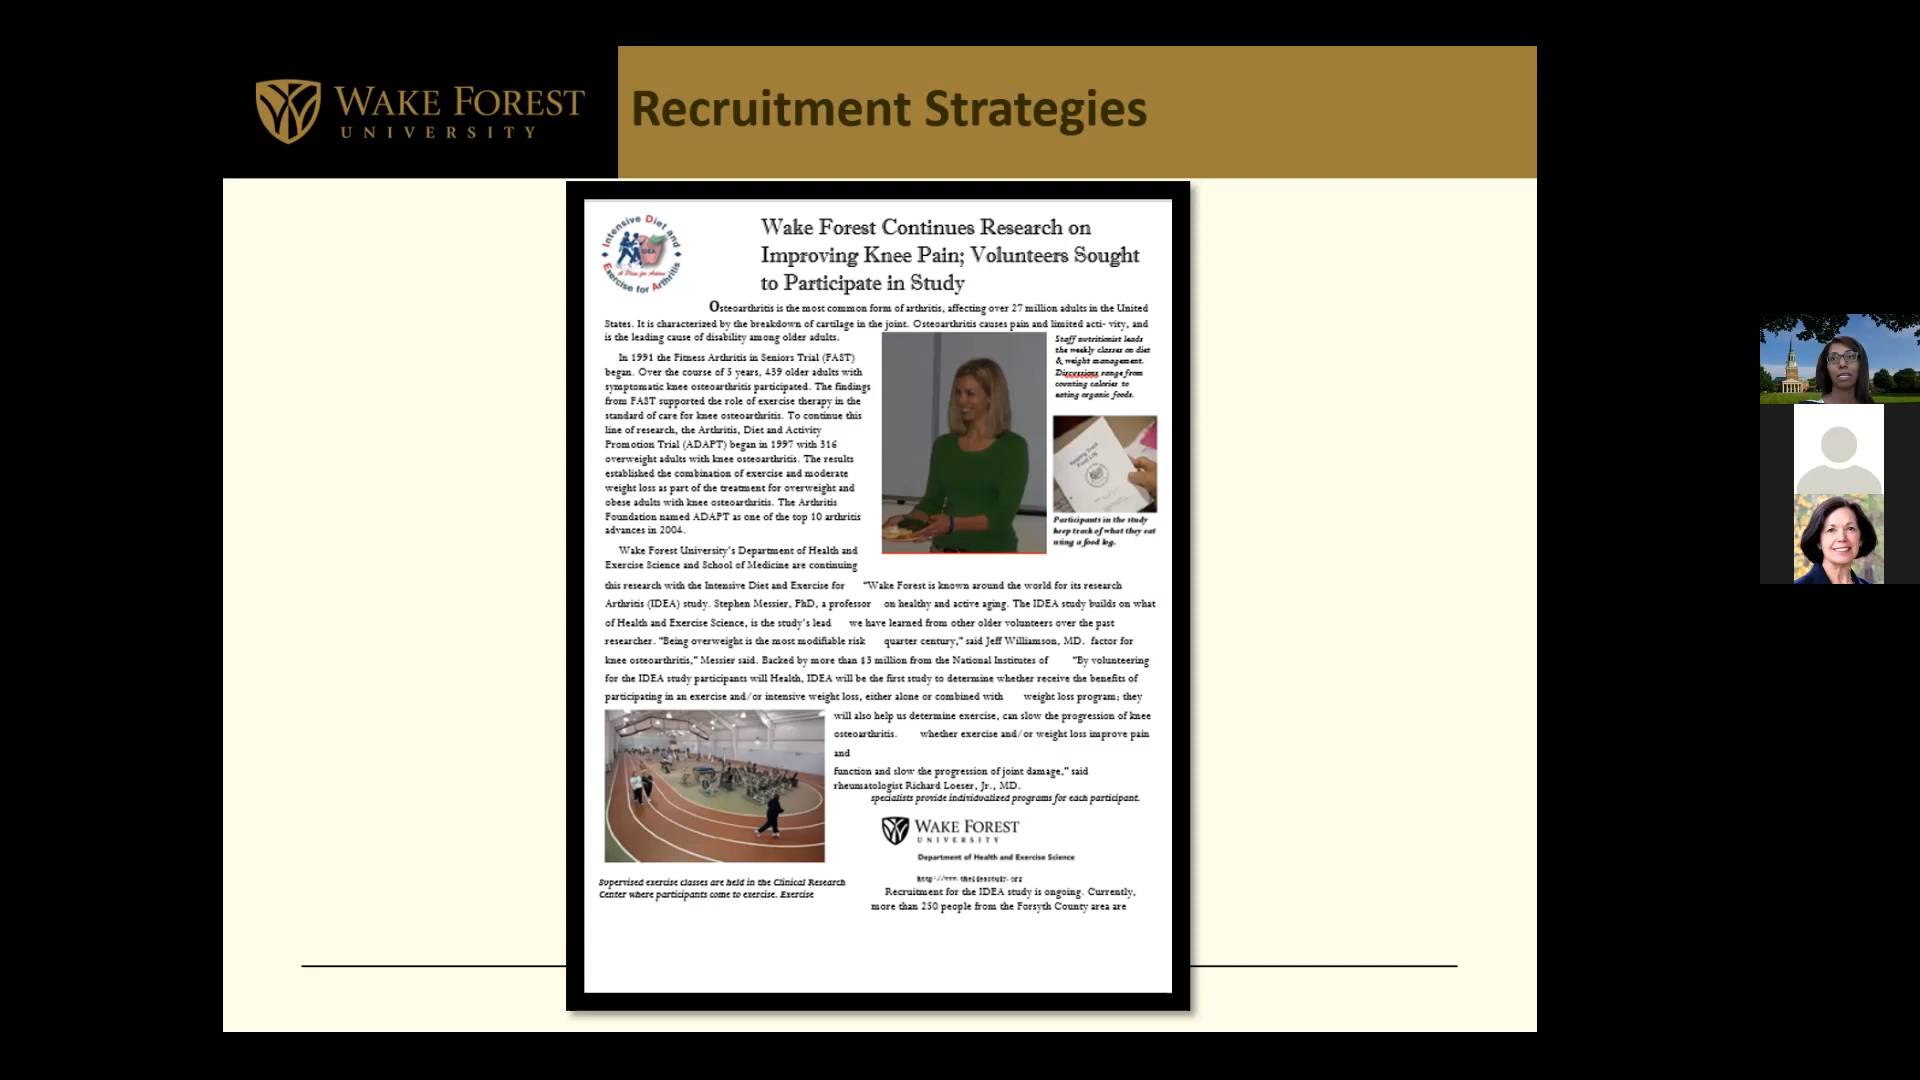 WAKE FOREST
UNIVERSITY
Recruitment Strategies
Intensive Diet and
Exercise for Arthritis
IDEA
A Plan for Action
Wake Forest Continues Research on
Improving Knee Pain; Volunteers Sought
to Participate in Study
Osteoarthritis is the most common form of arthritis, affecting over 27 million adults in the United
States. It is characterized by the breakdown of cartilage in the joint. Osteoarthritis causes pain and limited acti- vity, and
is the leading cause of disability among older adults.
In 1991 the Fitness Arthritis in Seniors Trial (FAST)
began. Over the course of 5 years, 439 older adults with
symptomatic knee osteoarthritis participated. The findings
from FAST supported the role of exercise therapy in the
standard of care for knee osteoarthritis. To continue this
line of research, the Arthritis, Diet and Activity
Promotion Trial (ADAPT) began in 1997 with 316
overweight adults with knee osteoarthritis. The results
established the combination of exercise and moderate
weight loss as part of the treatment for overweight and
obese adults with knee osteoarthritis. The Arthritis
Foundation named ADAPT as one of the top 10 arthritis
advances in 2004.
Staff nutritionist leads
the weekly classes on diet
& weight management.
Discussions range from
counting calories to
eating organic foods.
Keeping Track
Food Log
Participants in the study
keep track of what they eat
using a food log.
Wake Forest University's Department of Health and
Exercise Science and School of Medicine are continuing
this research with the Intensive Diet and Exercise for "Wake Forest is known around the world for its research
Arthritis (IDEA) study. Stephen Messier, PhD, a professor on healthy and active aging. The IDEA study builds on what
of Health and Exercise Science, is the study's lead we have learned from other older volunteers over the past
researcher. "Being overweight is the most modifiable risk quarter century," said Jeff Williamson, MD. factor for
knee osteoarthritis," Messier said. Backed by more than $3 million from the National Institutes of "By volunteering
for the IDEA study participants will Health, IDEA will be the first study to determine whether receive the benefits of
participating in an exercise and/or intensive weight loss, either alone or combined with weight loss program; they
will also help us determine exercise, can slow the progression of knee
osteoarthritis. whether exercise and/or weight loss improve pain
and
function and slow the progression of joint damage," said
rheumatologist Richard Loeser, Jr., MD.
specialists provide individualized programs for each participant.
WAKE FOREST
UNIVERSITY
Department of Health and Exercise Science
http://www.theideastudy.org
Supervised exercise classes are held in the Clinical Research
Center where participants come to exercise. Exercise
Recruitment for the IDEA study is ongoing. Currently,
more than 250 people from the Forsyth County area are